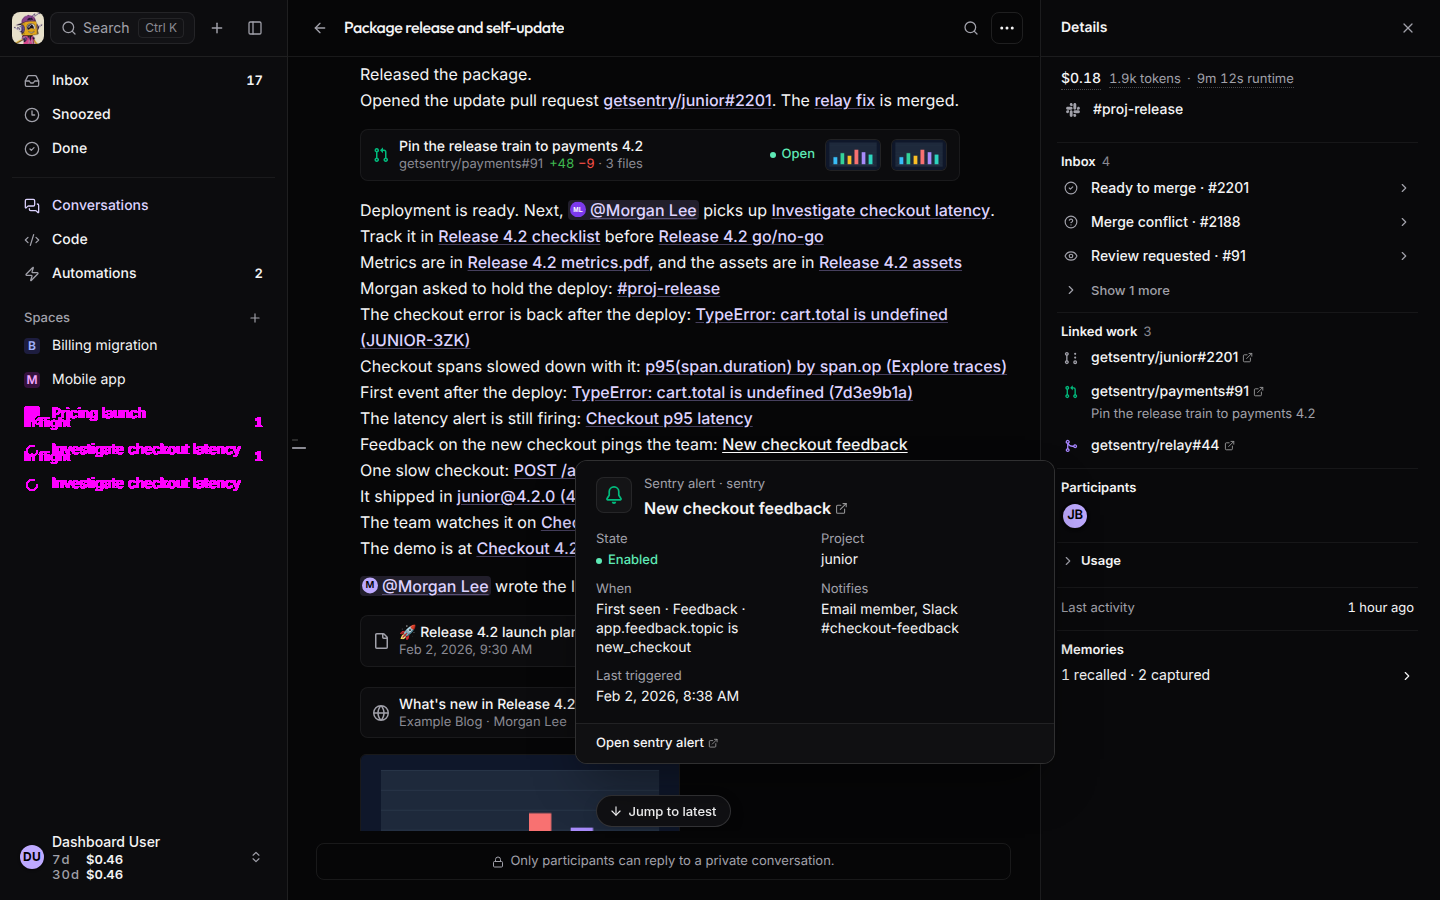 Search Ctrl K
Inbox 17
Snoozed
Done
Conversations
Code
Automations 2
Spaces
B Billing migration
M Mobile app
Pricing launch
In flight 1
Investigate checkout latency
In flight 1
Investigate checkout latency
DU Dashboard User
7d $0.46
30d $0.46
Package release and self-update
Released the package.
Opened the update pull request getsentry/junior#2201. The relay fix is merged.
Pin the release train to payments 4.2
getsentry/payments#91 +48 −9 · 3 files
Open
Deployment is ready. Next, ML @Morgan Lee picks up Investigate checkout latency.
Track it in Release 4.2 checklist before Release 4.2 go/no-go
Metrics are in Release 4.2 metrics.pdf, and the assets are in Release 4.2 assets
Morgan asked to hold the deploy: #proj-release
The checkout error is back after the deploy: TypeError: cart.total is undefined
(JUNIOR-3ZK)
Checkout spans slowed down with it: p95(span.duration) by span.op (Explore traces)
First event after the deploy: TypeError: cart.total is undefined (7d3e9b1a)
The latency alert is still firing: Checkout p95 latency
Feedback on the new checkout pings the team: New checkout feedback
One slow checkout: POST /a
It shipped in junior@4.2.0 (4
The team watches it on Chec
The demo is at Checkout 4.2
M @Morgan Lee wrote the l
🚀 Release 4.2 launch plan
Feb 2, 2026, 9:30 AM
What's new in Release 4.2
Example Blog · Morgan Lee
Sentry alert · sentry
New checkout feedback
State
Enabled
Project
junior
When
First seen · Feedback ·
app.feedback.topic is
new_checkout
Notifies
Email member, Slack
#checkout-feedback
Last triggered
Feb 2, 2026, 8:38 AM
Open sentry alert
Jump to latest
Only participants can reply to a private conversation.
Details
$0.18 1.9k tokens · 9m 12s runtime
#proj-release
Inbox 4
Ready to merge · #2201
Merge conflict · #2188
Review requested · #91
Show 1 more
Linked work 3
getsentry/junior#2201
getsentry/payments#91
Pin the release train to payments 4.2
getsentry/relay#44
Participants
JB
Usage
Last activity 1 hour ago
Memories
1 recalled · 2 captured